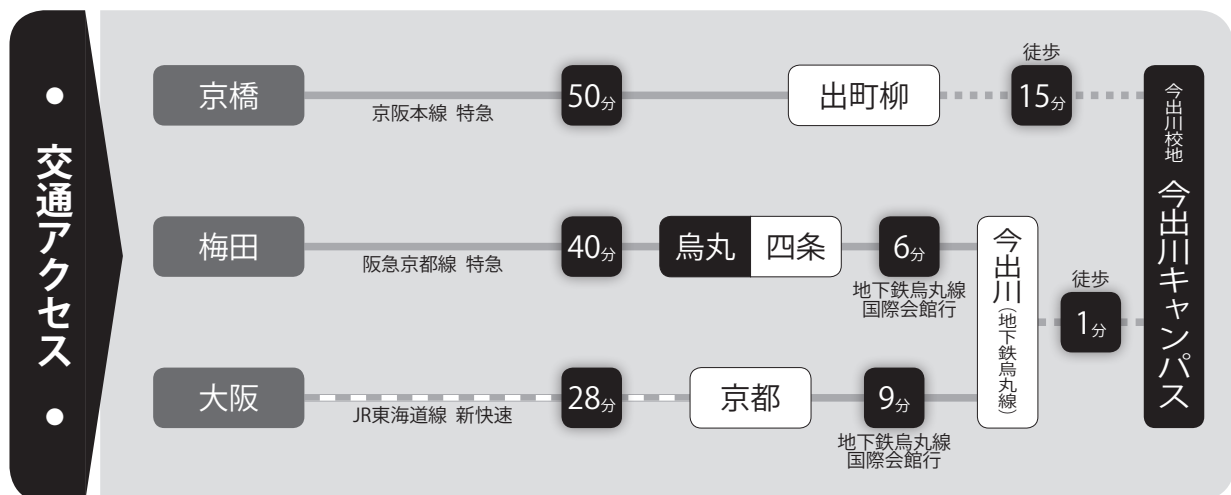 ● 交通アクセス ●
京橋
京阪本線 特急
50分
出町柳
徒歩
15分
梅田
阪急京都線 特急
40分
烏丸 四条
6分
地下鉄烏丸線
国際会館行
大阪
JR東海道線 新快速
28分
京都
9分
地下鉄烏丸線
国際会館行
今出川(地下鉄烏丸線)
徒歩
1分
今出川校地 今出川キャンパス